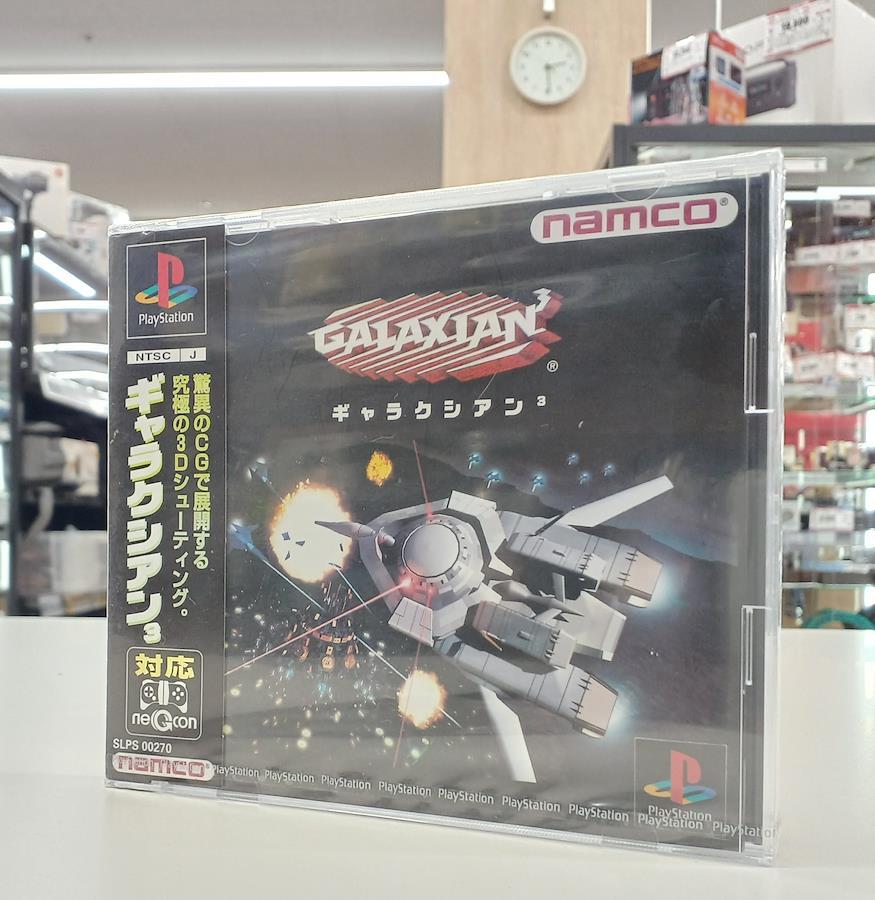 namco®
GALAXIAN³®
ギャラクシアン³
PlayStation
NTSC J
驚異のCGで展開する
究極の3Dシューティング。
ギャラクシアン³
対応
neGcon
SLPS 00270
namco
PlayStation PlayStation PlayStation PlayStation PlayStation PlayStation PlayStation PlayStation PlayStation
PlayStation